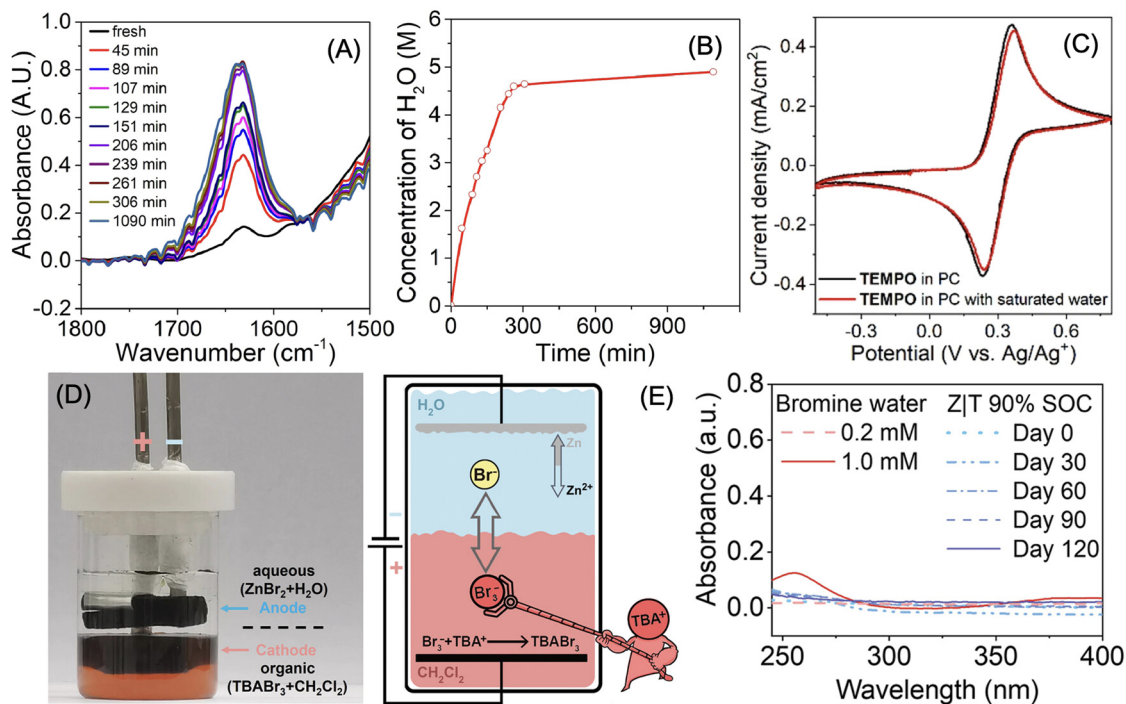 (A)
Absorbance (A.U.)
1.0
0.8
0.6
0.4
0.2
0.0
-0.2
fresh
45 min
89 min
107 min
129 min
151 min
206 min
239 min
261 min
306 min
1090 min
1800
1700
1600
1500
Wavenumber (cm⁻¹)
(B)
Concentration of H₂O (M)
6
5
4
3
2
1
0
0
300
600
900
Time (min)
(C)
Current density (mA/cm²)
0.4
0.2
0.0
-0.2
-0.4
TEMPO in PC
TEMPO in PC with saturated water
-0.3
0.0
0.3
0.6
Potential (V vs. Ag/Ag⁺)
(D)
+
−
aqueous
(ZnBr₂+H₂O)
Anode
Cathode
organic
(TBABr₃+CH₂Cl₂)
H₂O
Zn
Br⁻
Zn²⁺
−
+
Br₃⁻
TBA⁺
Br₃⁻+TBA⁺ → TBABr₃
CH₂Cl₂
(E)
Absorbance (a.u.)
0.8
0.6
0.4
0.2
0.0
Bromine water
0.2 mM
1.0 mM
Z|T 90% SOC
Day 0
Day 30
Day 60
Day 90
Day 120
250
300
350
400
Wavelength (nm)